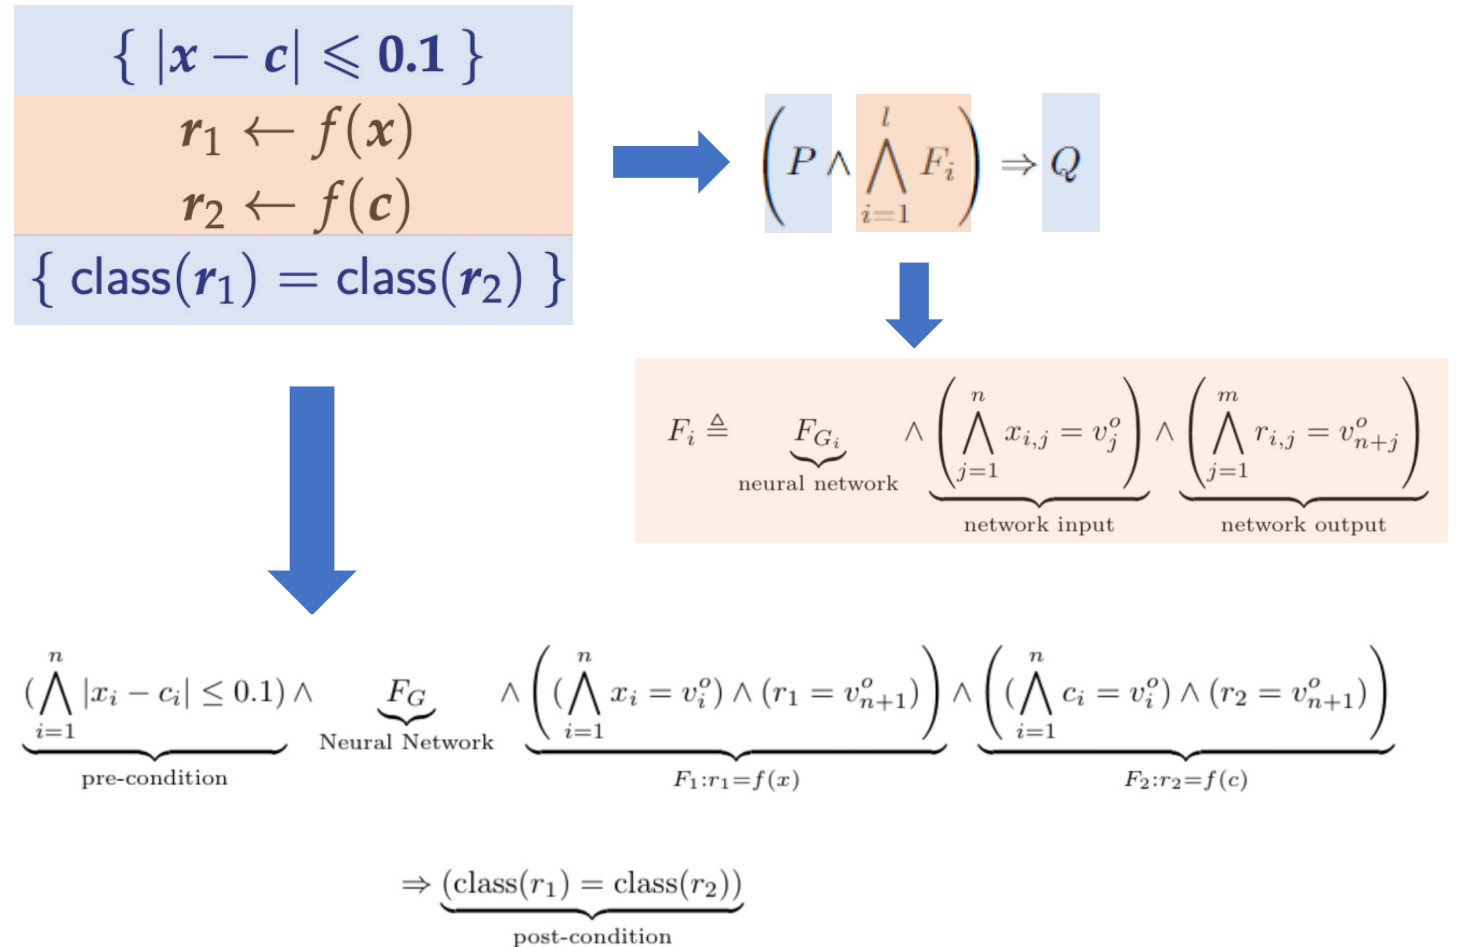 { |x − c| ⩽ 0.1 }
r₁ ← f(x)
r₂ ← f(c)
{ class(r₁) = class(r₂) }
(P ∧ ⋀_{i=1}^{l} F_i) ⇒ Q
F_i ≜ F_{G_i} ∧ (⋀_{j=1}^{n} x_{i,j} = v_j^o) ∧ (⋀_{j=1}^{m} r_{i,j} = v_{n+j}^o)
neural network
network input network output
(⋀_{i=1}^{n} |x_i − c_i| ≤ 0.1) ∧ F_G ∧ ((⋀_{i=1}^{n} x_i = v_i^o) ∧ (r₁ = v_{n+1}^o)) ∧ ((⋀_{i=1}^{n} c_i = v_i^o) ∧ (r₂ = v_{n+1}^o))
Neural Network
pre-condition F₁:r₁=f(x) F₂:r₂=f(c)
⇒ (class(r₁) = class(r₂))
post-condition